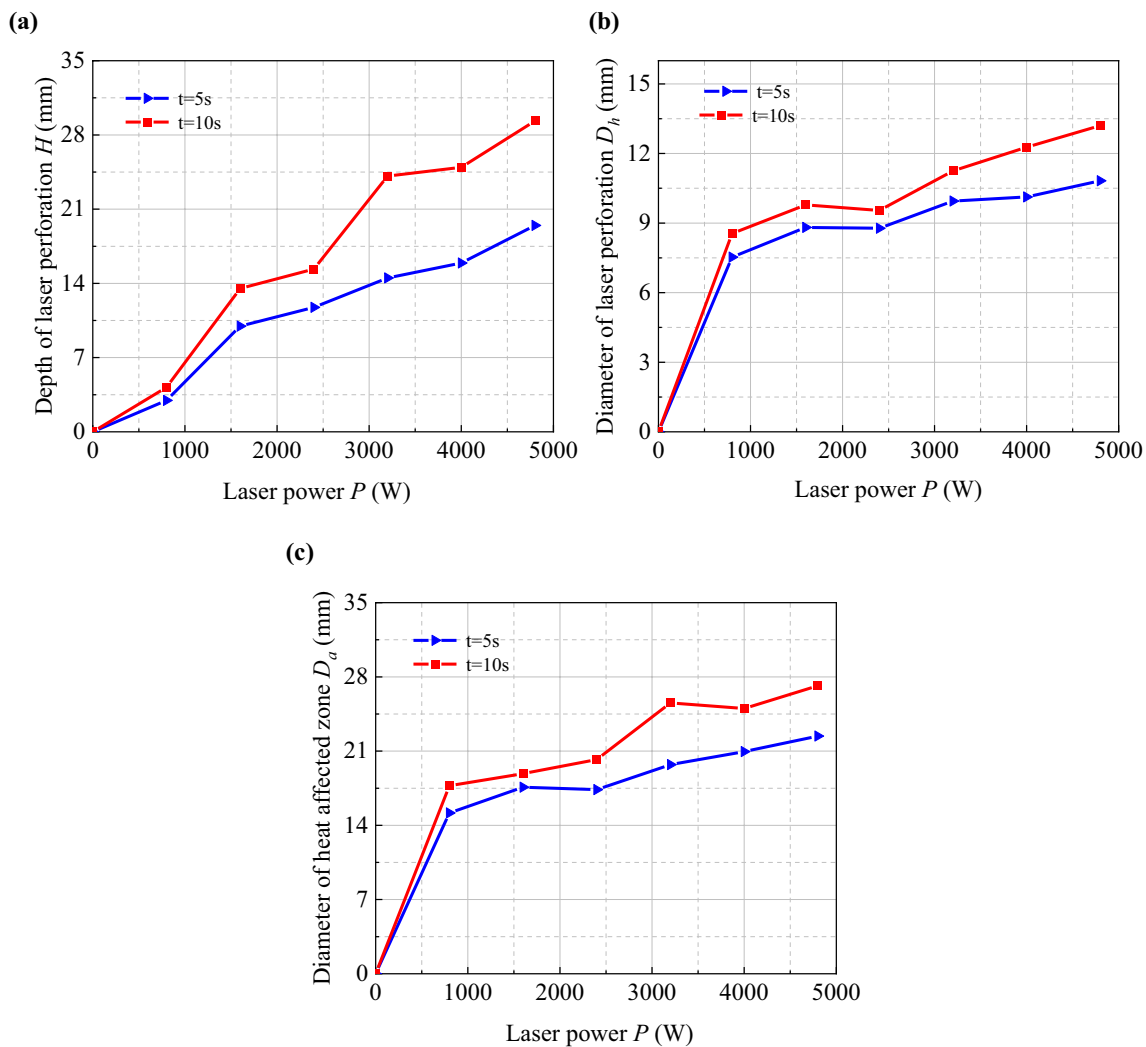 (a)
35
28
21
14
7
0
Depth of laser perforation H (mm)
t=5s
t=10s
0 1000 2000 3000 4000 5000
Laser power P (W)
(b)
15
12
9
6
3
0
Diameter of laser perforation D_h (mm)
t=5s
t=10s
0 1000 2000 3000 4000 5000
Laser power P (W)
(c)
35
28
21
14
7
0
Diameter of heat affected zone D_a (mm)
t=5s
t=10s
0 1000 2000 3000 4000 5000
Laser power P (W)